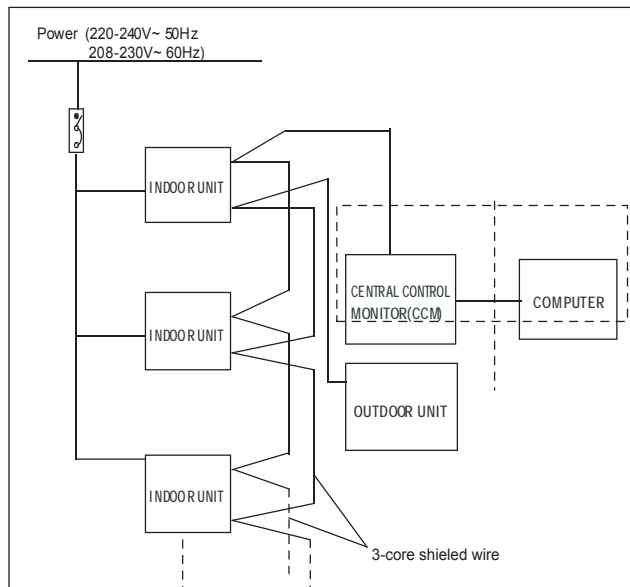 Power (220-240V~ 50Hz
208-230V~ 60Hz)
INDOOR UNIT
CENTRAL CONTROL
MONITOR(CCM)
COMPUTER
INDOOR UNIT
OUTDOOR UNIT
INDOOR UNIT
3-core shieled wire